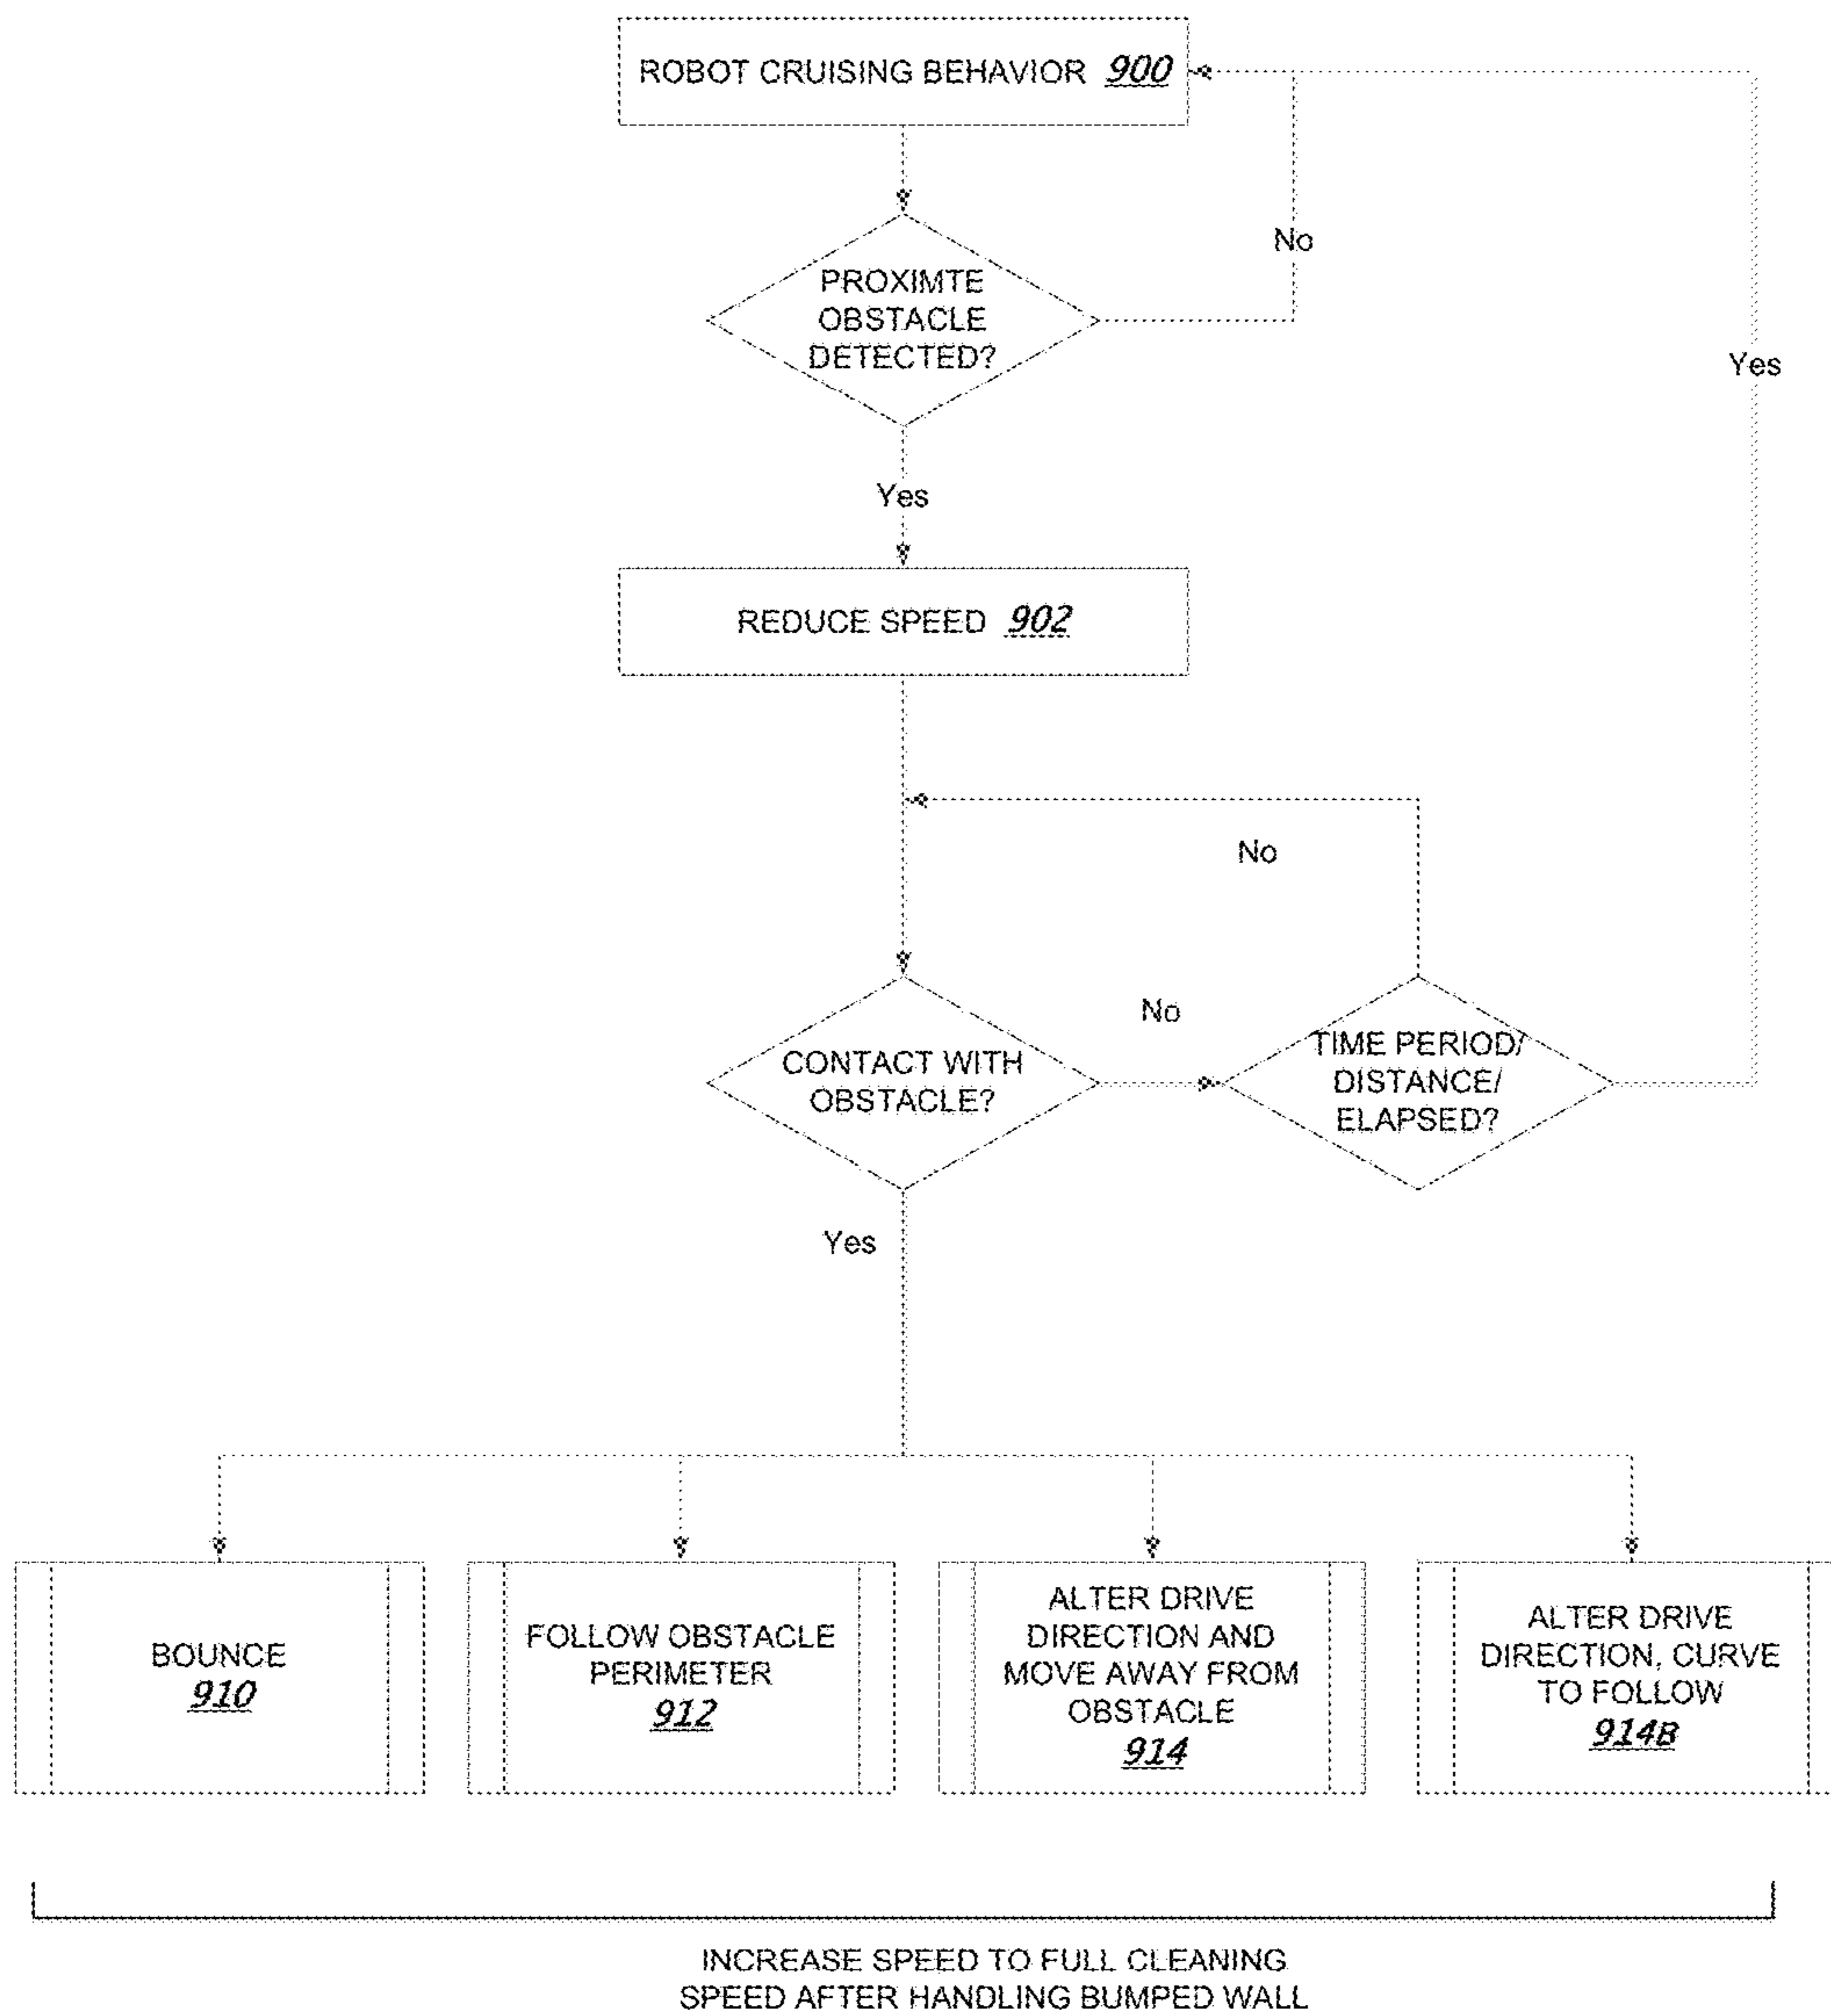 ROBOT CRUISING BEHAVIOR 900
No
PROXIMTE
OBSTACLE
DETECTED?
Yes
Yes
REDUCE SPEED 902
No
No
CONTACT WITH
OBSTACLE?
TIME PERIOD/
DISTANCE/
ELAPSED?
Yes
BOUNCE
910
FOLLOW OBSTACLE
PERIMETER
912
ALTER DRIVE
DIRECTION AND
MOVE AWAY FROM
OBSTACLE
914
ALTER DRIVE
DIRECTION, CURVE
TO FOLLOW
914B
INCREASE SPEED TO FULL CLEANING
SPEED AFTER HANDLING BUMPED WALL